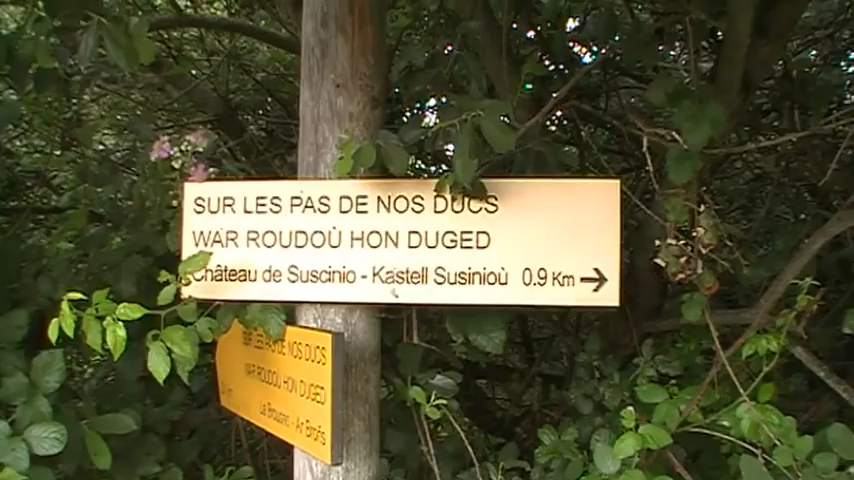 SUR LES PAS DE NOS DUCS
WAR ROUDOÙ HON DUGED
Château de Suscinio - Kastell Susinioù 0.9 Km →
SUR LES PAS DE NOS DUCS
WAR ROUDOÙ HON DUGED